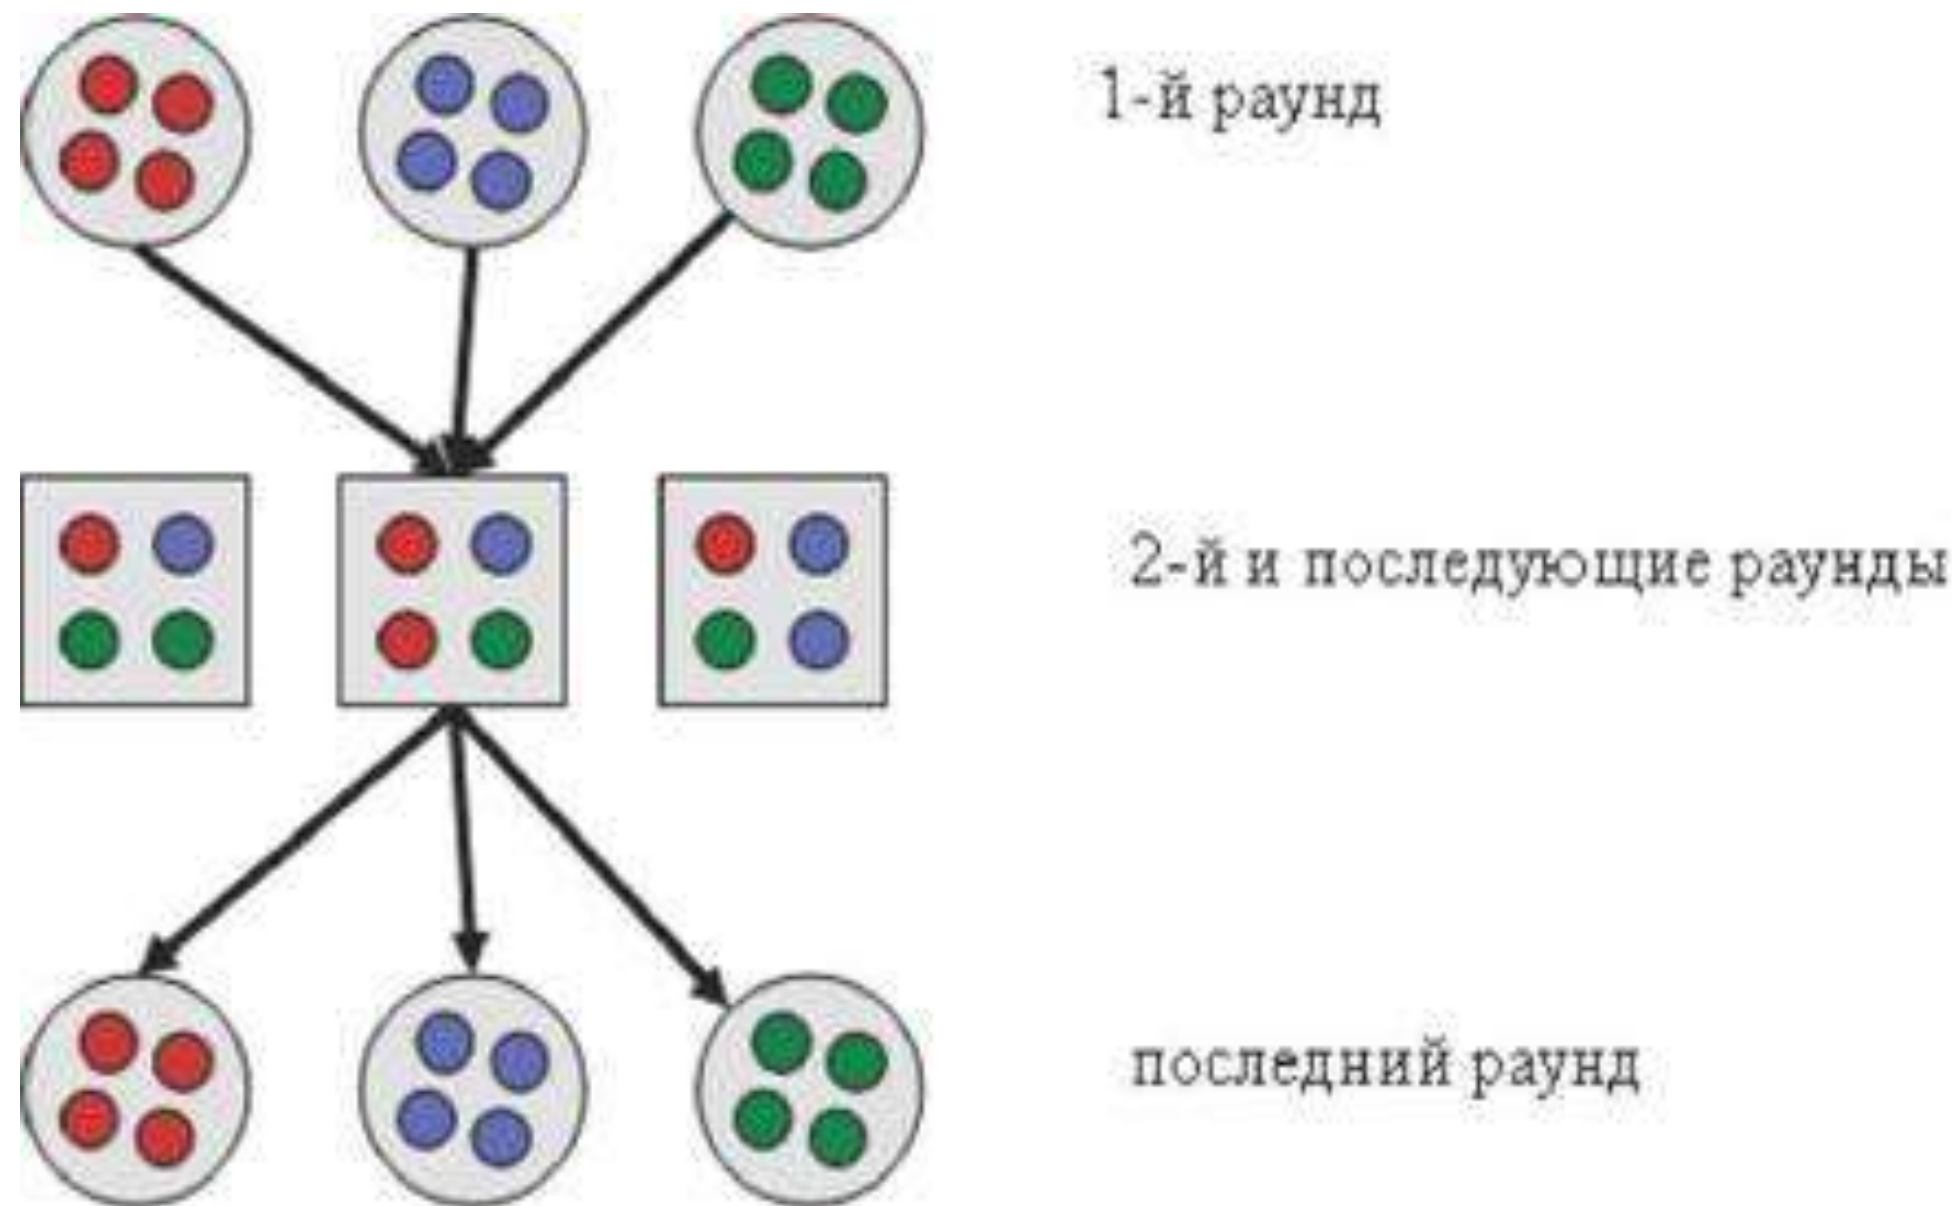 1-й раунд
2-й и последующие раунды
последний раунд